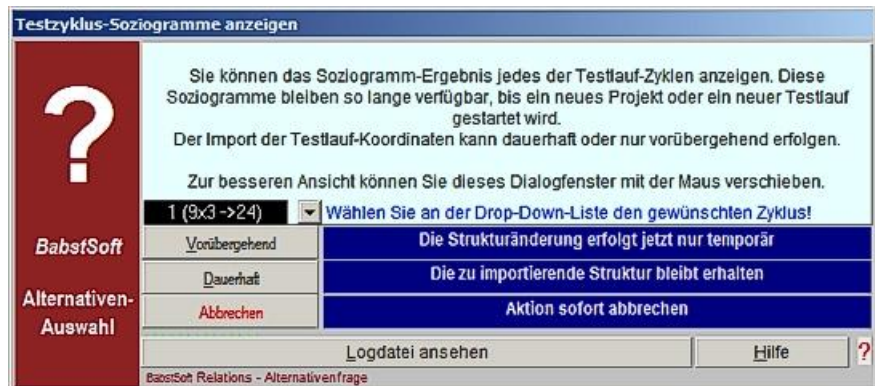 Testzyklus-Soziogramme anzeigen
?
Sie können das Soziogramm-Ergebnis jedes der Testlauf-Zyklen anzeigen. Diese
Soziogramme bleiben so lange verfügbar, bis ein neues Projekt oder ein neuer Testlauf
gestartet wird.
Der Import der Testlauf-Koordinaten kann dauerhaft oder nur vorübergehend erfolgen.
Zur besseren Ansicht können Sie dieses Dialogfenster mit der Maus verschieben.
1 (9x3->24) Wählen Sie an der Drop-Down-Liste den gewünschten Zyklus!
BabstSoft
Alternativen-
Auswahl
Vorübergehend Die Strukturänderung erfolgt jetzt nur temporär
Dauerhaft Die zu importierende Struktur bleibt erhalten
Abbrechen Aktion sofort abbrechen
Logdatei ansehen Hilfe ?
BabstSoft Relations - Alternativenfrage